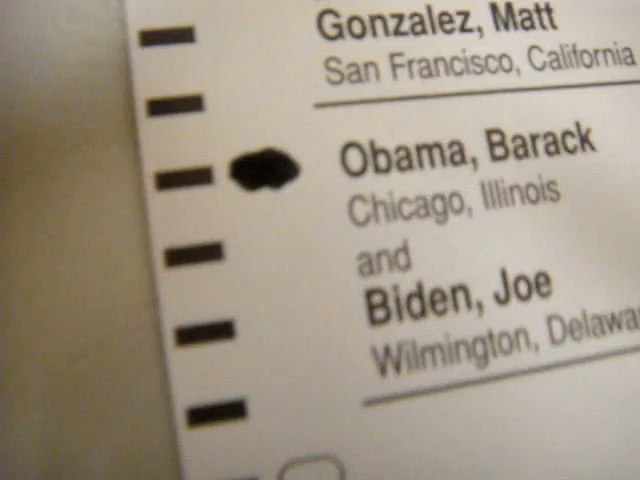 Gonzalez, Matt
San Francisco, California
Obama, Barack
Chicago, Illinois
and
Biden, Joe
Wilmington, Delawa